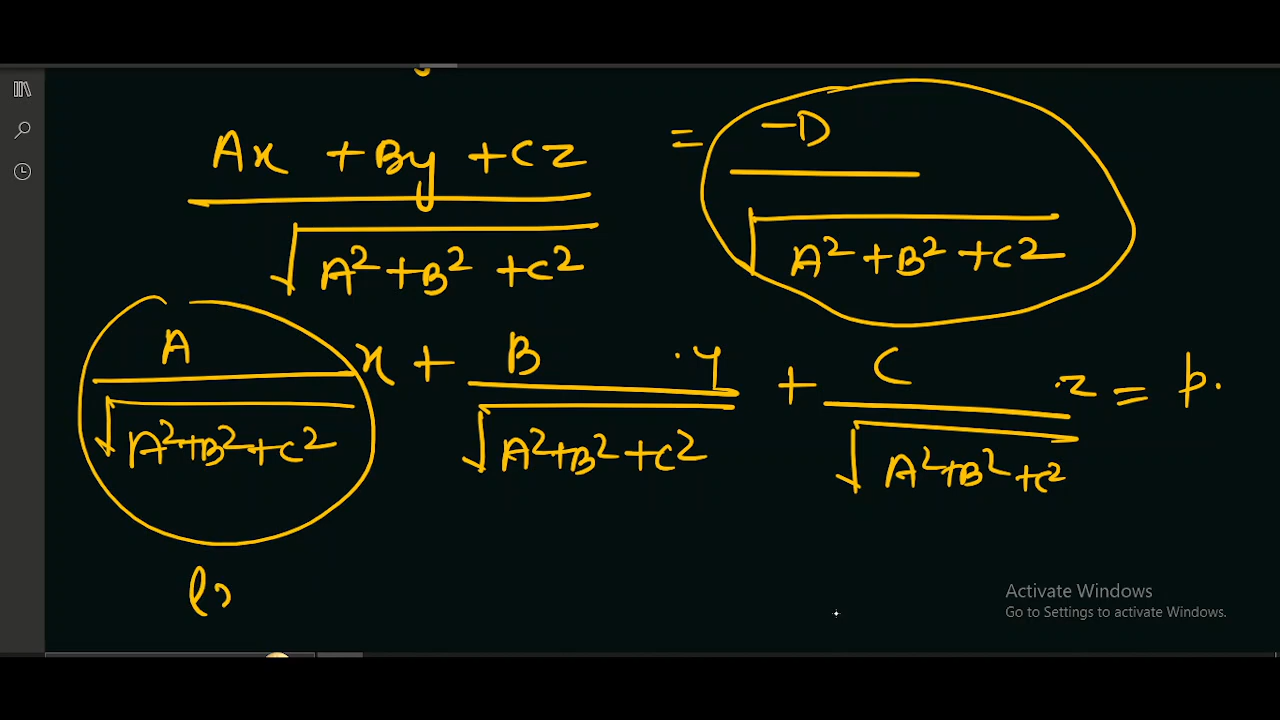 Ax + By + Cz = -D
√A² + B² + C² √A² + B² + C²
A x + B · y + C · z = p.
√A² + B² + C² √A² + B² + C² √A² + B² + C²
Activate Windows
Go to Settings to activate Windows.